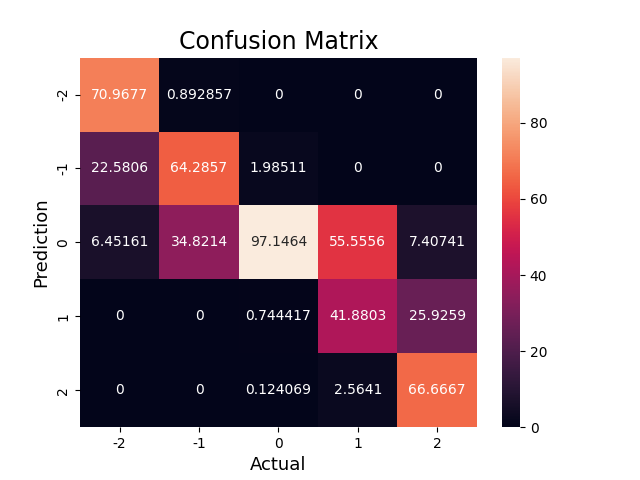 Confusion Matrix
-2 70.9677 0.892857 0 0 0
-1 22.5806 64.2857 1.98511 0 0
0 6.45161 34.8214 97.1464 55.5556 7.40741
1 0 0 0.744417 41.8803 25.9259
2 0 0 0.124069 2.5641 66.6667
-2 -1 0 1 2
Prediction
Actual
80
60
40
20
0